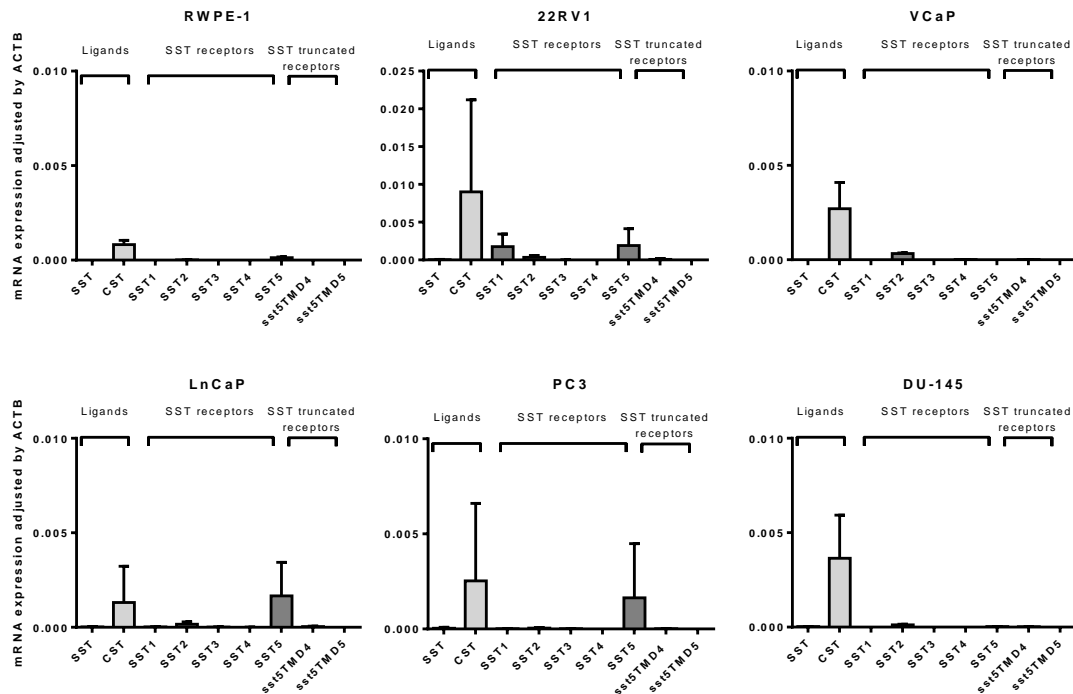 RWPE-1
Ligands SST receptors SST truncated
receptors
mRNA expression adjusted by ACTB
0.010
0.005
0.000
SST CST SST1 SST2 SST3 SST4 SST5 sst5TMD4 sst5TMD5
22RV1
Ligands SST receptors SST truncated
receptors
0.025
0.020
0.015
0.010
0.005
0.000
SST CST SST1 SST2 SST3 SST4 SST5 sst5TMD4 sst5TMD5
VCaP
Ligands SST receptors SST truncated
receptors
0.010
0.005
0.000
SST CST SST1 SST2 SST3 SST4 SST5 sst5TMD4 sst5TMD5
LnCaP
Ligands SST receptors SST truncated
receptors
mRNA expression adjusted by ACTB
0.010
0.005
0.000
SST CST SST1 SST2 SST3 SST4 SST5 sst5TMD4 sst5TMD5
PC3
Ligands SST receptors SST truncated
receptors
0.010
0.005
0.000
SST CST SST1 SST2 SST3 SST4 SST5 sst5TMD4 sst5TMD5
DU-145
Ligands SST receptors SST truncated
receptors
0.010
0.005
0.000
SST CST SST1 SST2 SST3 SST4 SST5 sst5TMD4 sst5TMD5